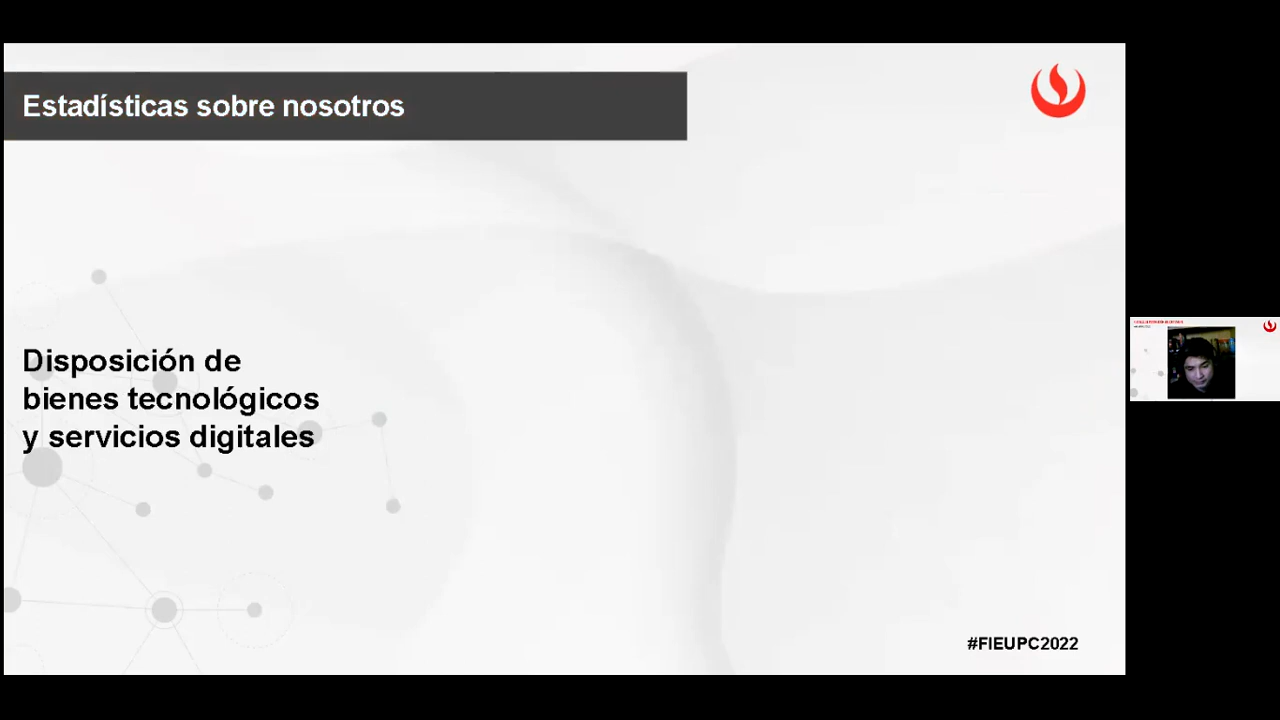 Estadísticas sobre nosotros
Disposición de
bienes tecnológicos
y servicios digitales
#FIEUPC2022